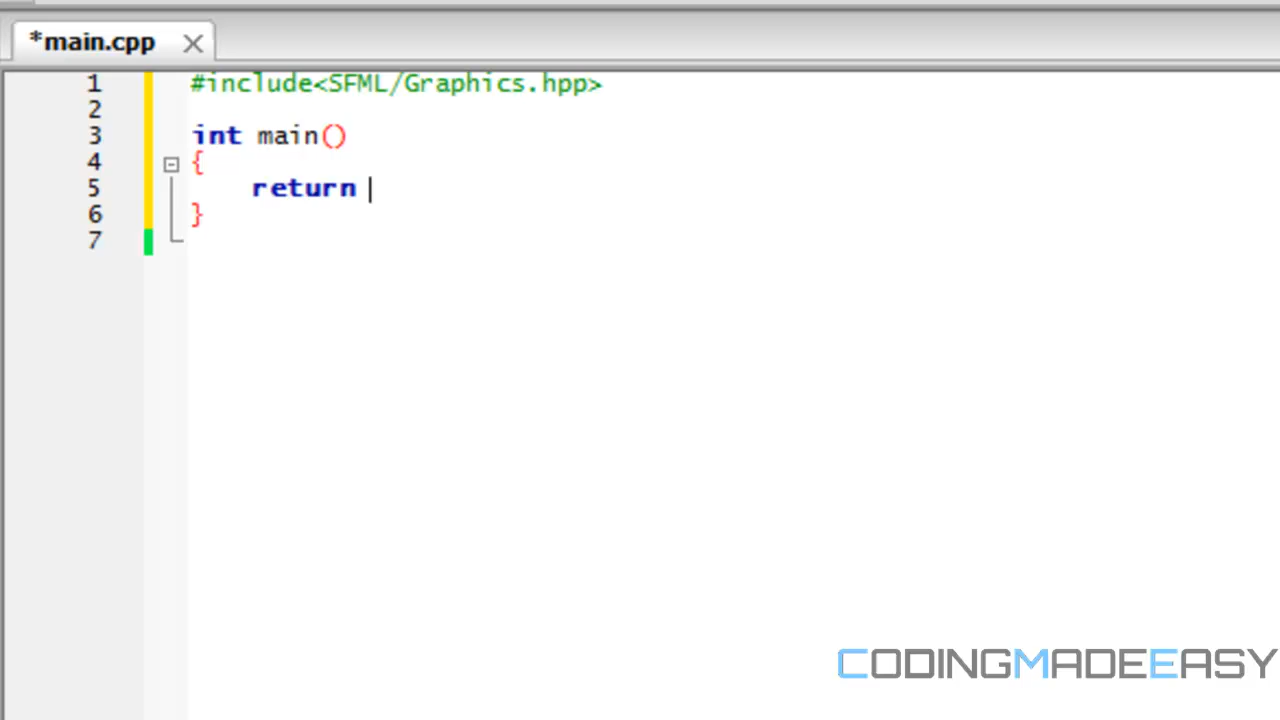 *main.cpp
1 #include<SFML/Graphics.hpp>
2
3 int main()
4 {
5 return
6 }
7
CODINGMADEEASY